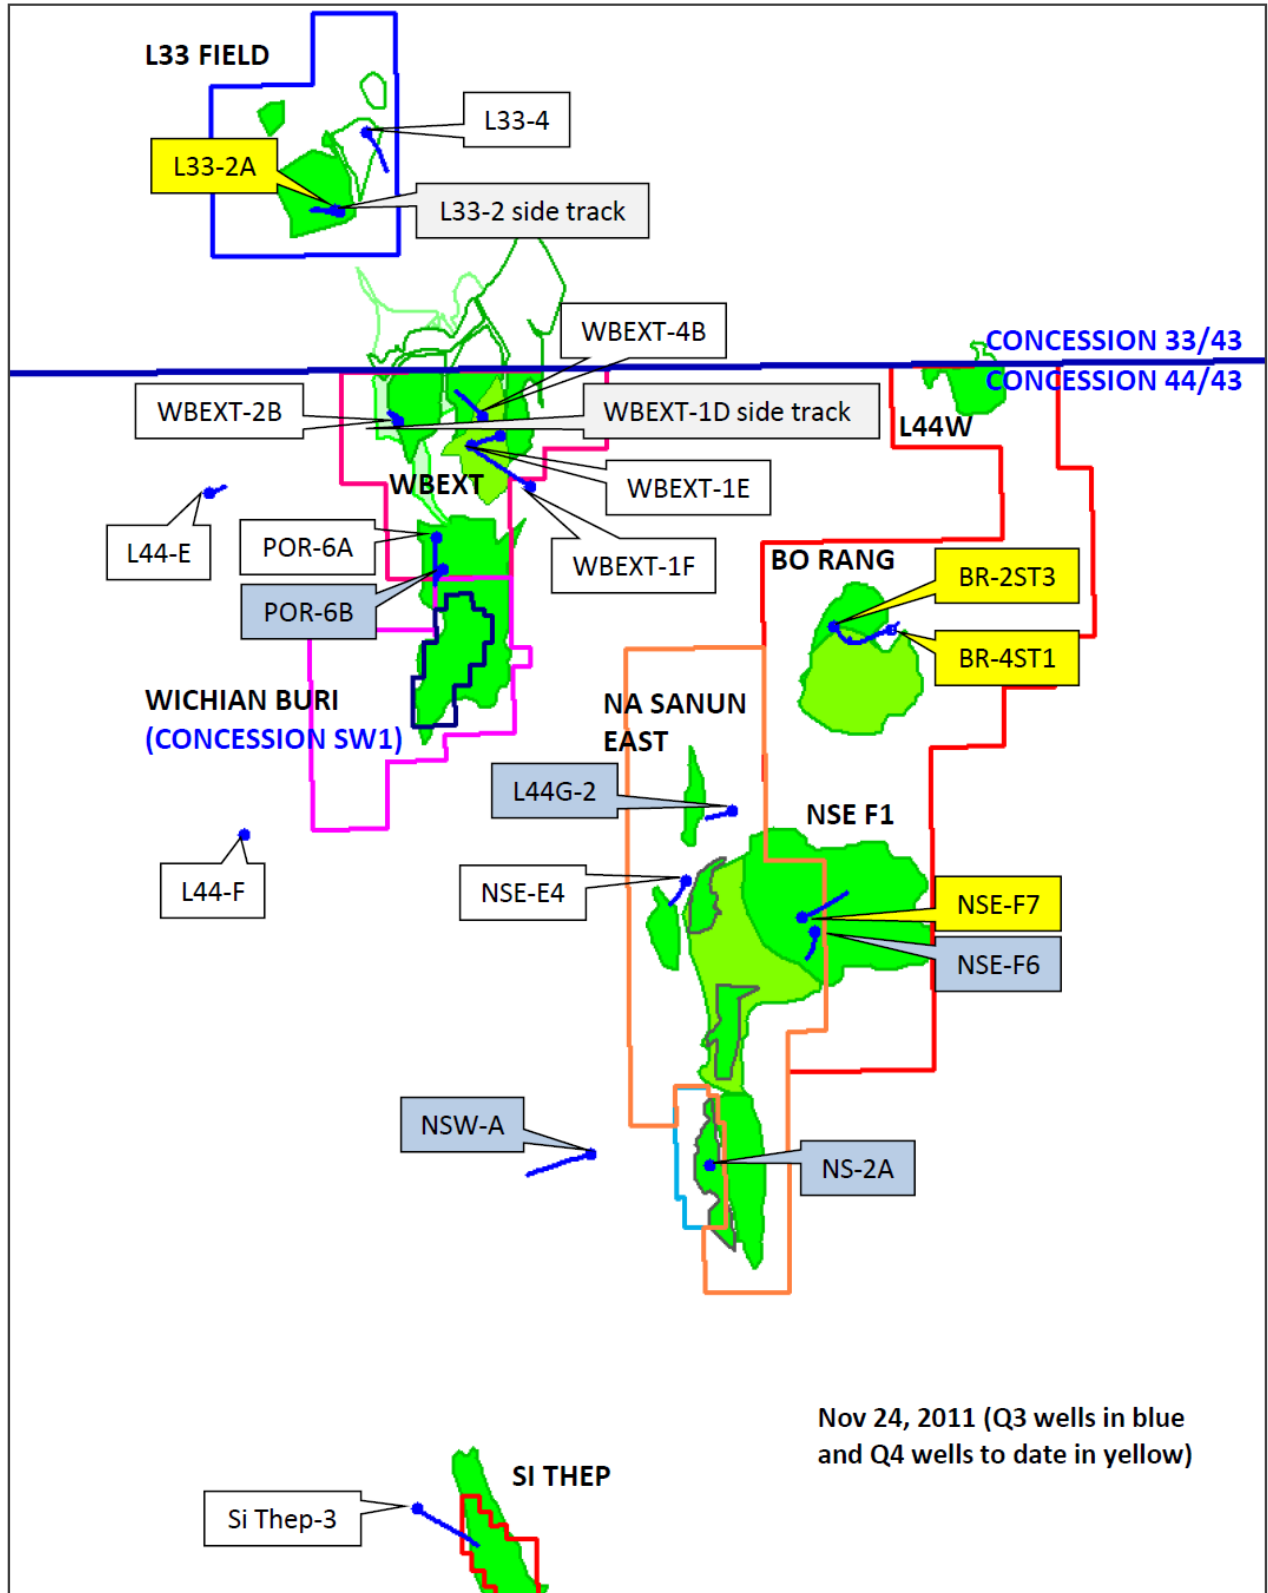 L33 FIELD
L33-4
L33-2A
L33-2 side track
WBEXT-4B
CONCESSION 33/43
CONCESSION 44/43
WBEXT-2B
WBEXT-1D side track
L44W
WBEXT
WBEXT-1E
L44-E
POR-6A
WBEXT-1F
BO RANG
BR-2ST3
POR-6B
BR-4ST1
WICHIAN BURI
(CONCESSION SW1)
NA SANUN
EAST
L44G-2
NSE F1
L44-F
NSE-E4
NSE-F7
NSE-F6
NSW-A
NS-2A
Nov 24, 2011 (Q3 wells in blue
and Q4 wells to date in yellow)
SI THEP
Si Thep-3